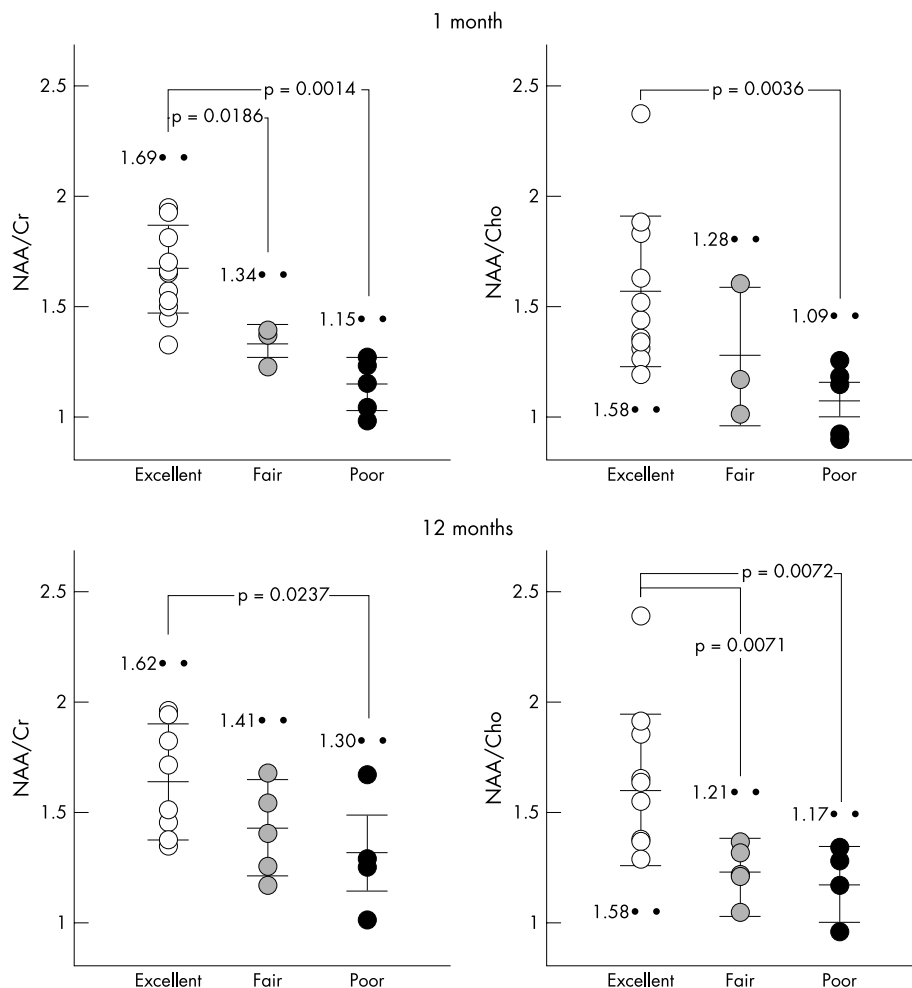 1 month
2.5
2
1.5
1
NAA/Cr
p = 0.0014
p = 0.0186
1.69
1.34
1.15
Excellent Fair Poor
2.5
2
1.5
1
NAA/Cho
p = 0.0036
1.28
1.09
1.58
Excellent Fair Poor
12 months
2.5
2
1.5
1
NAA/Cr
p = 0.0237
1.62
1.41
1.30
Excellent Fair Poor
2.5
2
1.5
1
NAA/Cho
p = 0.0072
p = 0.0071
1.21
1.17
1.58
Excellent Fair Poor